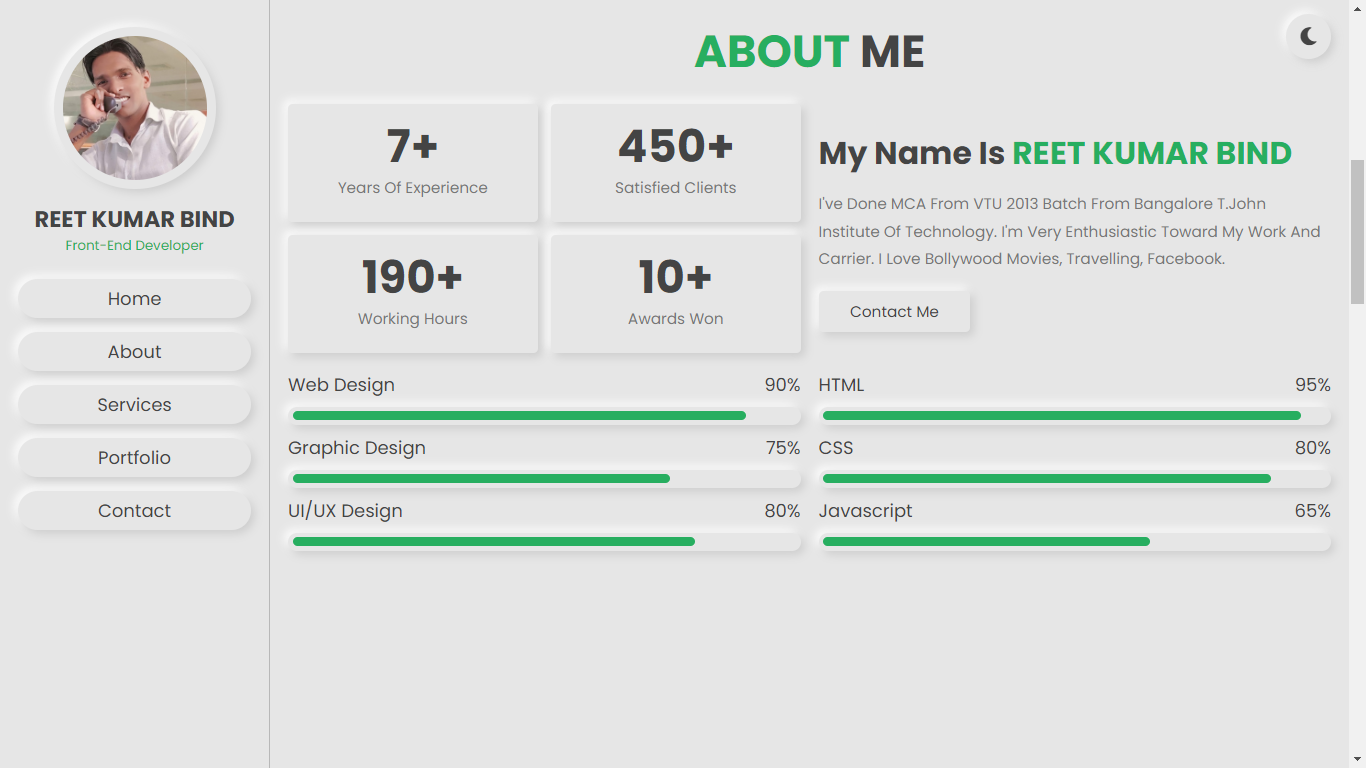 REET KUMAR BIND
Front-End Developer
Home
About
Services
Portfolio
Contact
ABOUT ME
7+
Years Of Experience
450+
Satisfied Clients
190+
Working Hours
10+
Awards Won
My Name Is REET KUMAR BIND
I've Done MCA From VTU 2013 Batch From Bangalore T.John
Institute Of Technology. I'm Very Enthusiastic Toward My Work And
Carrier. I Love Bollywood Movies, Travelling, Facebook.
Contact Me
Web Design 90%
Graphic Design 75%
UI/UX Design 80%
HTML 95%
CSS 80%
Javascript 65%